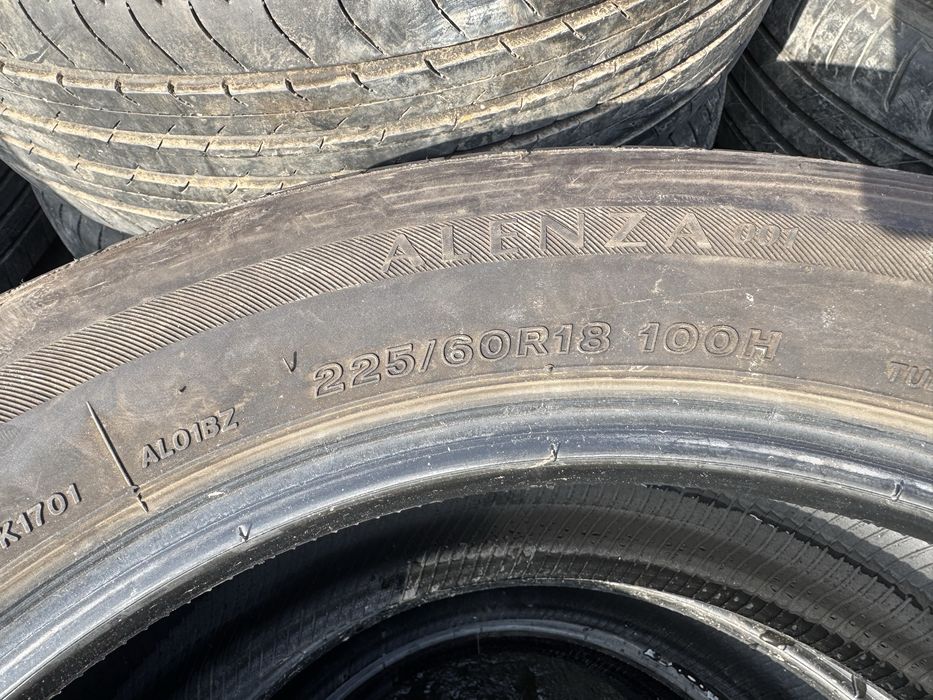 ALENZA 001
225/60R18 100H
AL01BZ
K1701